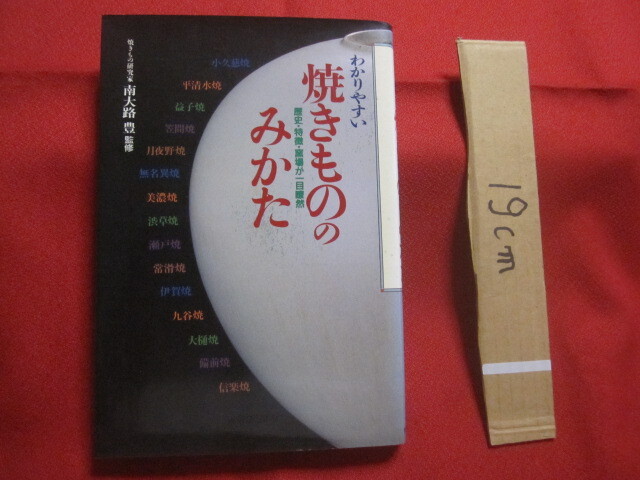 わかりやすい
焼きものの
みかた
歴史・特徴・窯場が一目瞭然
焼きもの研究家 南大路 豊 監修
小久慈焼
平清水焼
益子焼
笠間焼
月夜野焼
無名異焼
美濃焼
渋草焼
瀬戸焼
常滑焼
伊賀焼
九谷焼
大樋焼
備前焼
信楽焼
19cm